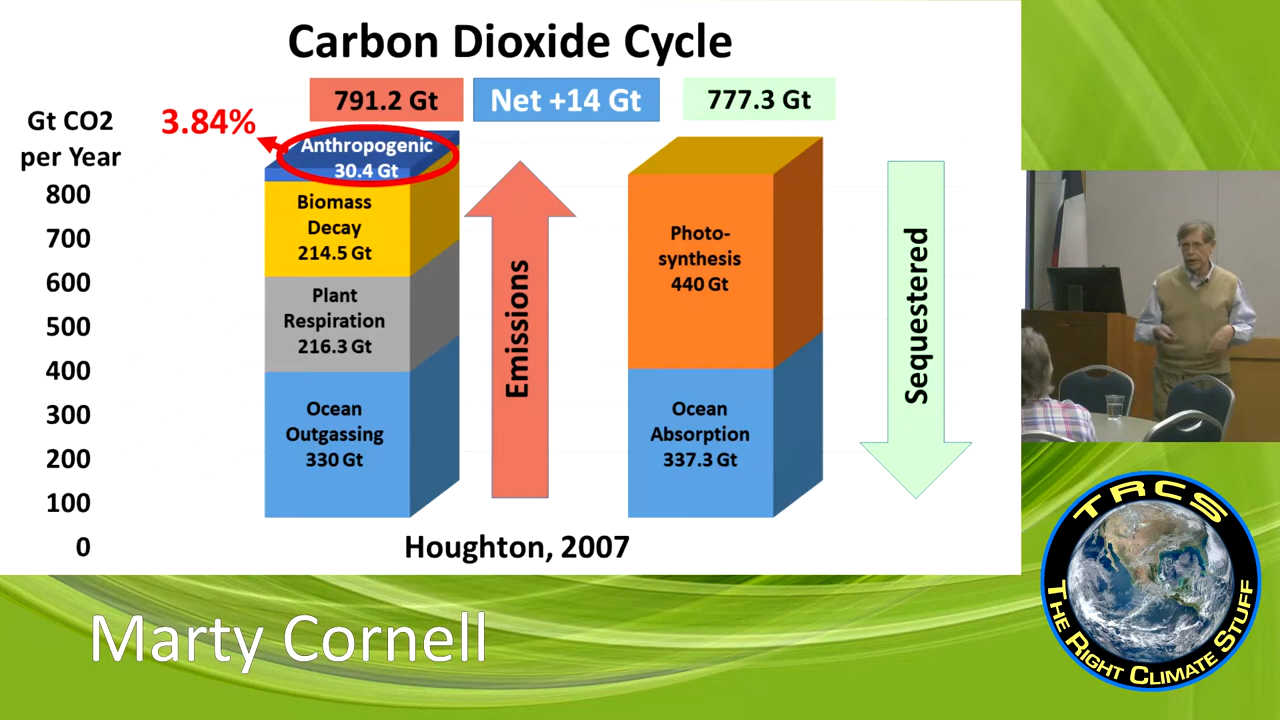 Carbon Dioxide Cycle
791.2 Gt
Net +14 Gt
777.3 Gt
Gt CO2
per Year
3.84%
800
700
600
500
400
300
200
100
0
Anthropogenic
30.4 Gt
Biomass
Decay
214.5 Gt
Plant
Respiration
216.3 Gt
Ocean
Outgassing
330 Gt
Emissions
Photo-
synthesis
440 Gt
Ocean
Absorption
337.3 Gt
Sequestered
Houghton, 2007
Marty Cornell
TRCS
THE RIGHT CLIMATE STUFF